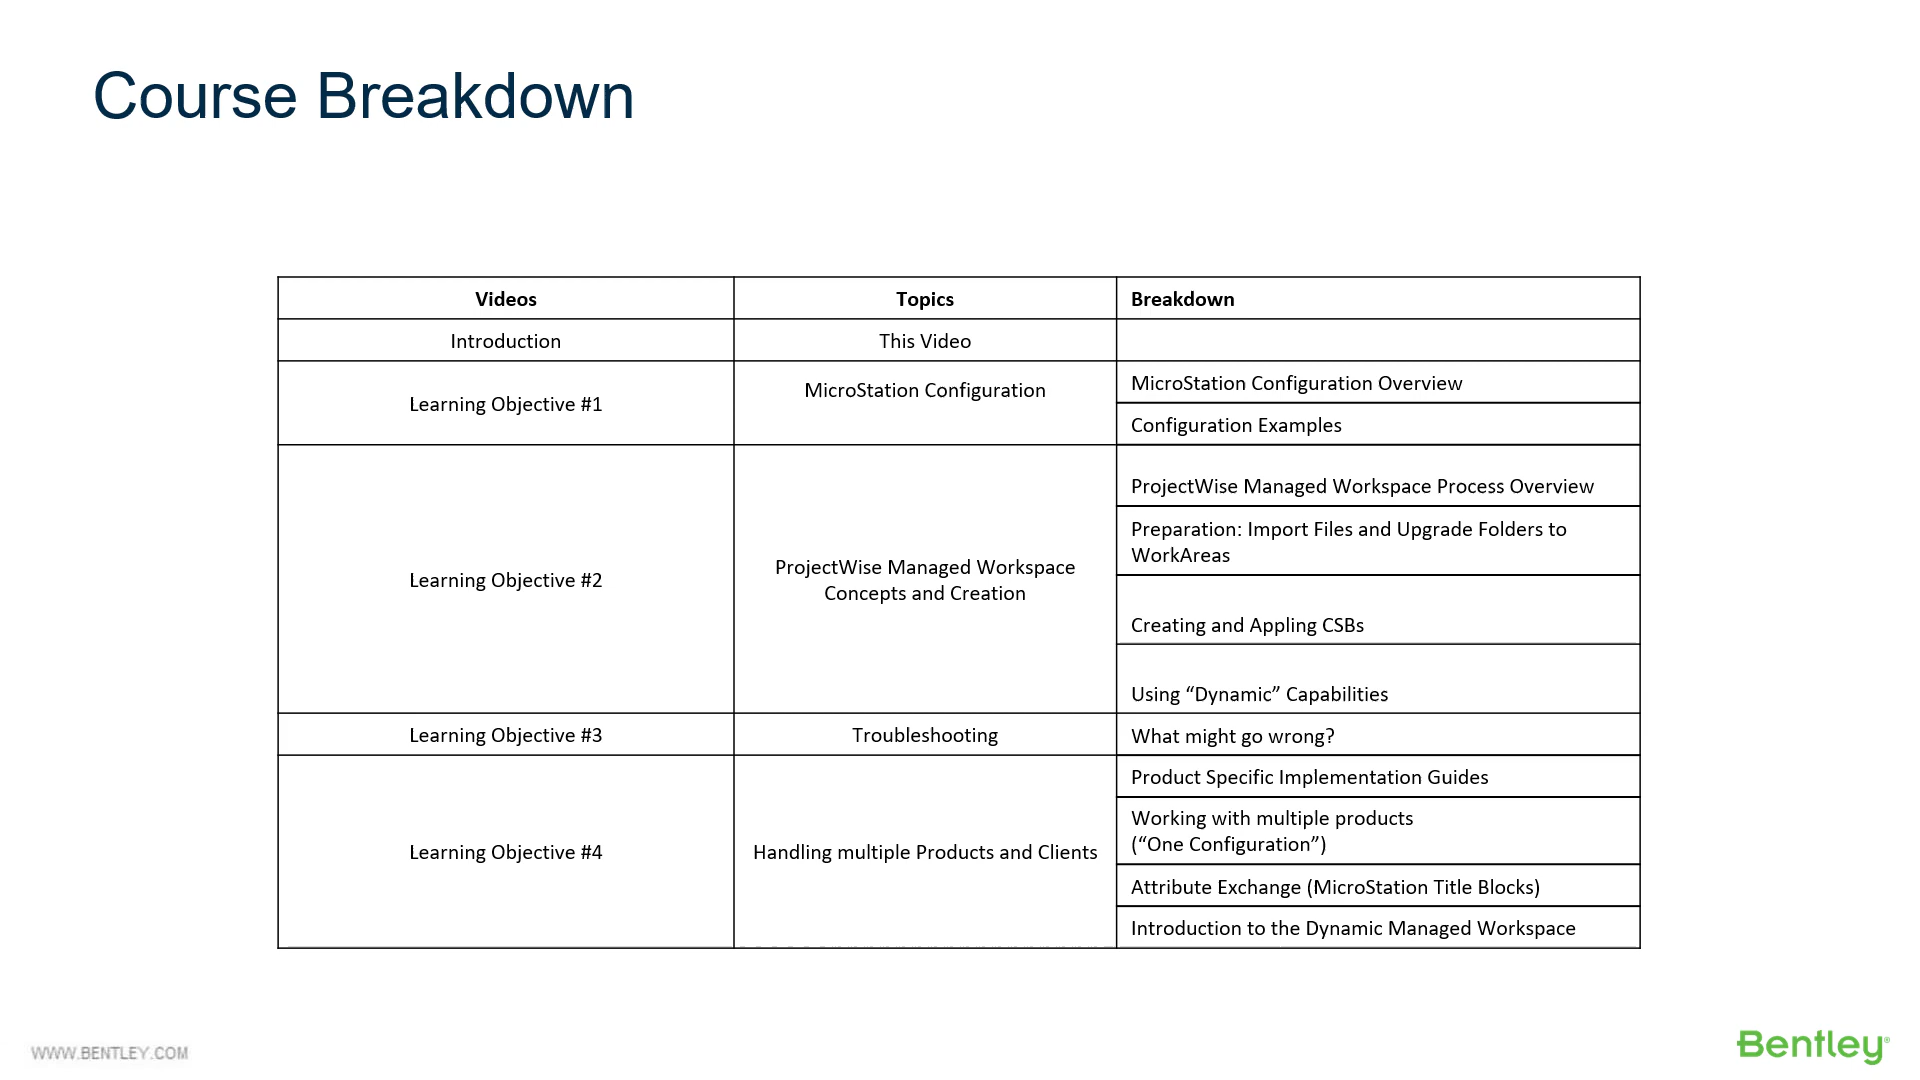 Course Breakdown
Videos
Topics
Breakdown
Introduction
This Video
Learning Objective #1
MicroStation Configuration
MicroStation Configuration Overview
Configuration Examples
Learning Objective #2
ProjectWise Managed Workspace
Concepts and Creation
ProjectWise Managed Workspace Process Overview
Preparation: Import Files and Upgrade Folders to
WorkAreas
Creating and Appling CSBs
Using “Dynamic” Capabilities
Learning Objective #3
Troubleshooting
What might go wrong?
Learning Objective #4
Handling multiple Products and Clients
Product Specific Implementation Guides
Working with multiple products
(“One Configuration”)
Attribute Exchange (MicroStation Title Blocks)
Introduction to the Dynamic Managed Workspace
WWW.BENTLEY.COM
Bentley®